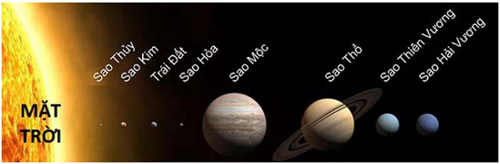 MẶT
TRỜI
Sao Thủy
Sao Kim
Trái Đất
Sao Hỏa
Sao Mộc
Sao Thổ
Sao Thiên Vương
Sao Hải Vương